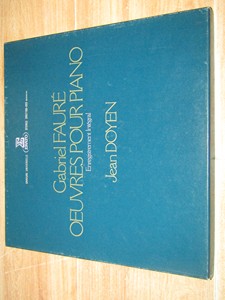 Gabriel FAURÉ
OEUVRES POUR PIANO
Enregistrement Intégral
Jean DOYEN